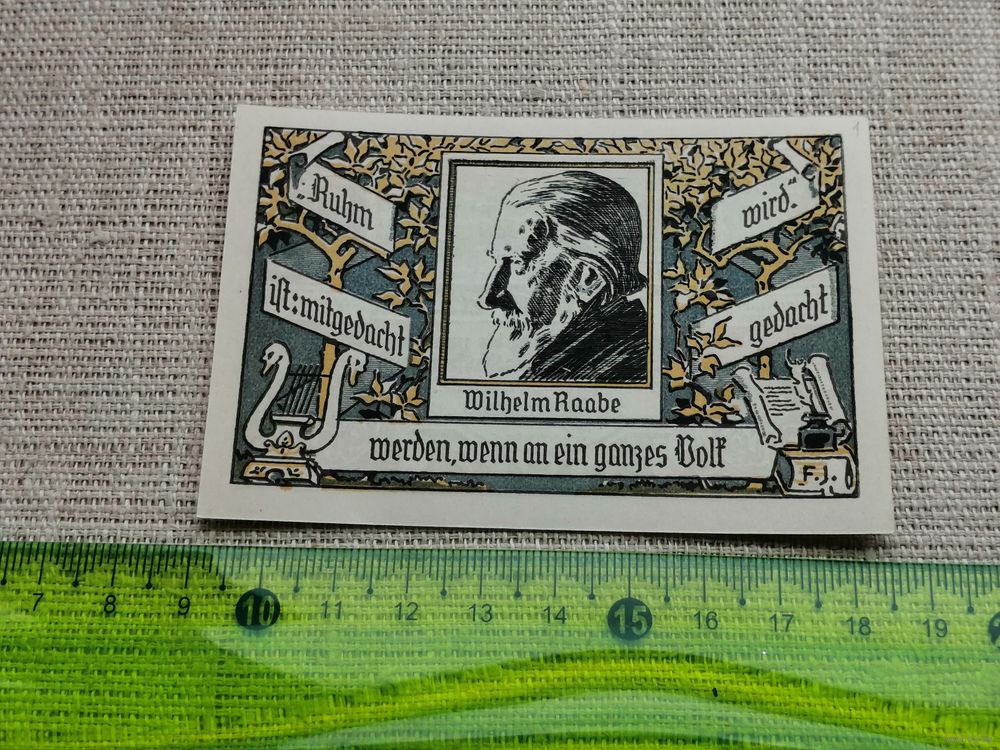 „Ruhm
wird.“
ist: mitgedacht
gedacht
Wilhelm Raabe
werden, wenn an ein ganzes Volk
F.J.
1
7 8 9 10 11 12 13 14 15 16 17 18 19